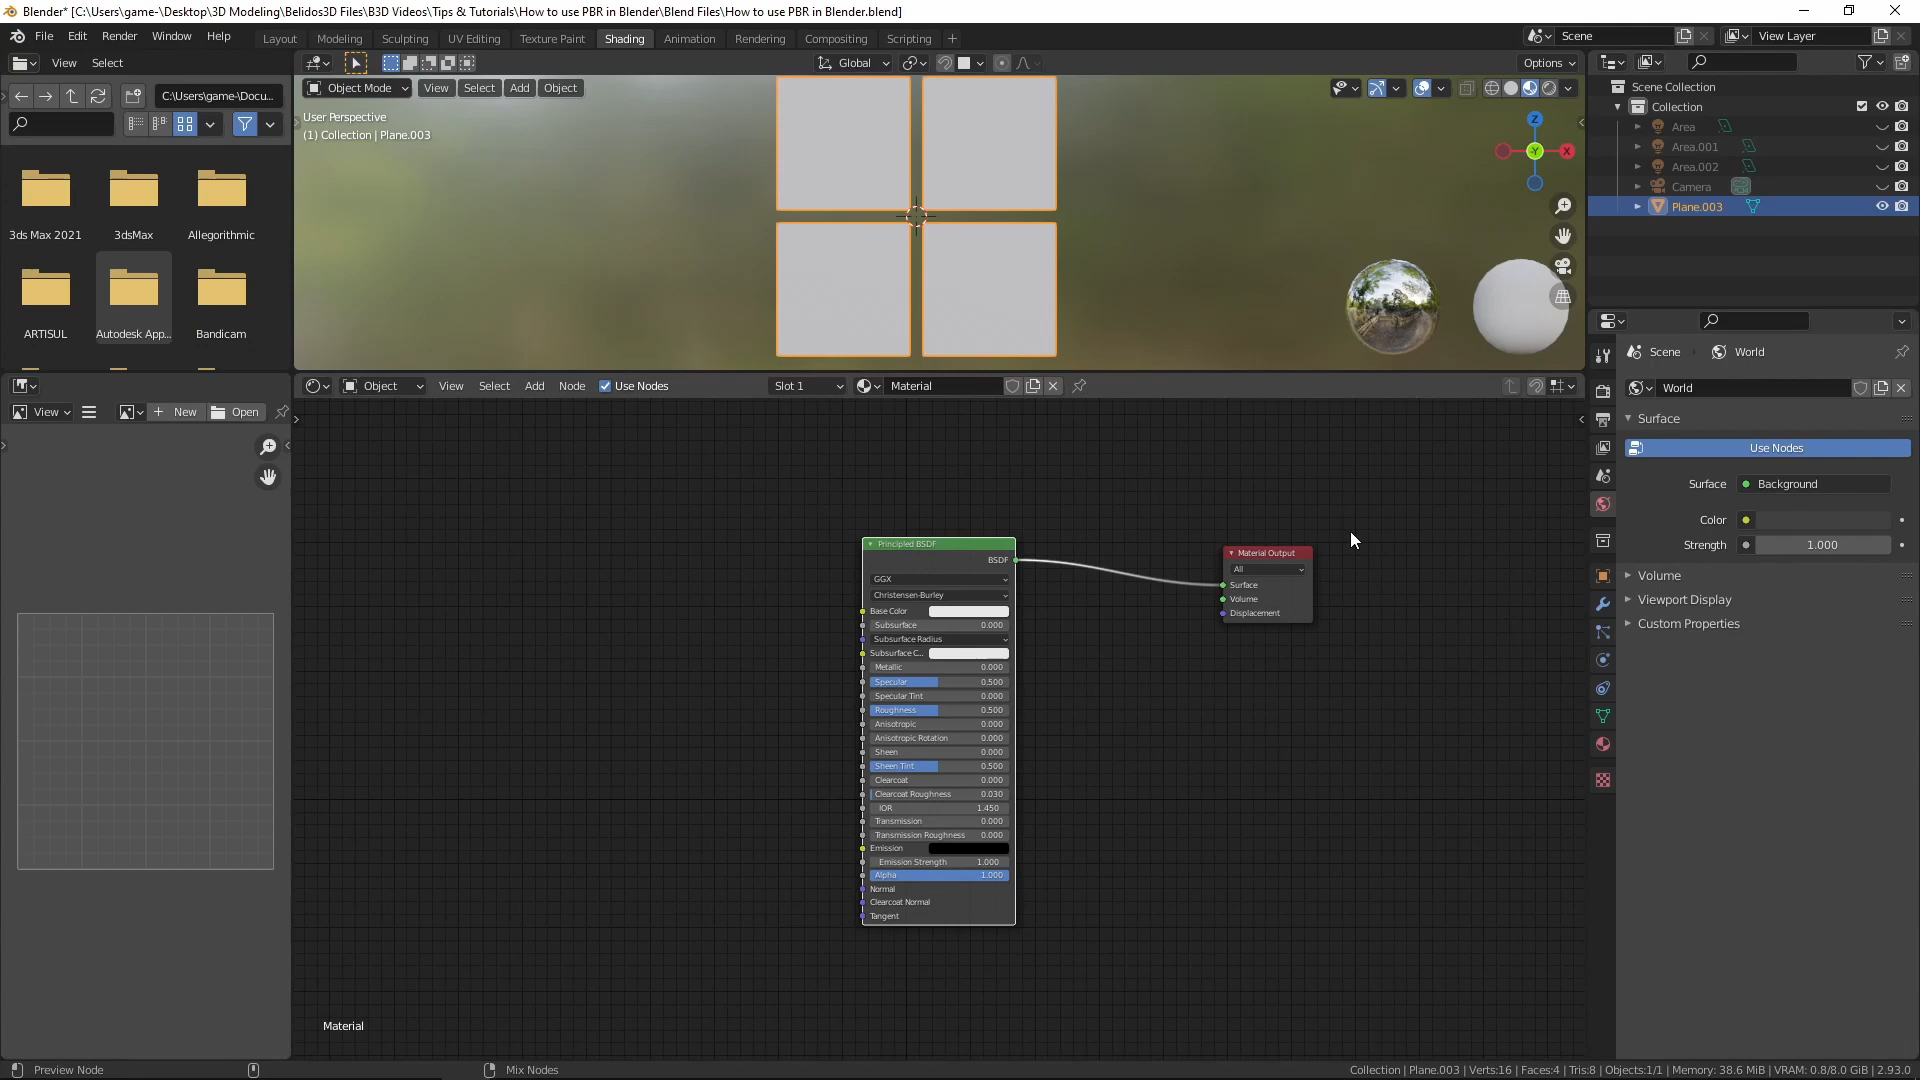 Blender* [C:\Users\game-\Desktop\3D Modeling\Belidos3D Files\B3D Videos\Tips & Tutorials\How to use PBR in Blender\Blend Files\How to use PBR in Blender.blend]
File Edit Render Window Help
Layout Modeling Sculpting UV Editing Texture Paint Shading Animation Rendering Compositing Scripting
Scene
View Layer
View Select
Global
Options
C:\Users\game-\Docu...
Object Mode View Select Add Object
User Perspective
(1) Collection | Plane.003
Z
-Y
X
3ds Max 2021
3dsMax
Allegorithmic
ARTISUL
Autodesk App...
Bandicam
Scene Collection
Collection
Area
Area.001
Area.002
Camera
Plane.003
Scene World
World
Surface
Use Nodes
Surface Background
Color
Strength 1.000
Volume
Viewport Display
Custom Properties
Object View Select Add Node Use Nodes Slot 1 Material
View New Open
Principled BSDF
BSDF
GGX
Christensen-Burley
Base Color
Subsurface 0.000
Subsurface Radius
Subsurface C...
Metallic 0.000
Specular 0.500
Specular Tint 0.000
Roughness 0.500
Anisotropic 0.000
Anisotropic Rotation 0.000
Sheen 0.000
Sheen Tint 0.500
Clearcoat 0.000
Clearcoat Roughness 0.030
IOR 1.450
Transmission 0.000
Transmission Roughness 0.000
Emission
Emission Strength 1.000
Alpha 1.000
Normal
Clearcoat Normal
Tangent
Material Output
All
Surface
Volume
Displacement
Material
Preview Node
Mix Nodes
Collection | Plane.003 | Verts:16 | Faces:4 | Tris:8 | Objects:1/1 | Memory: 38.6 MiB | VRAM: 0.8/8.0 GiB | 2.93.0